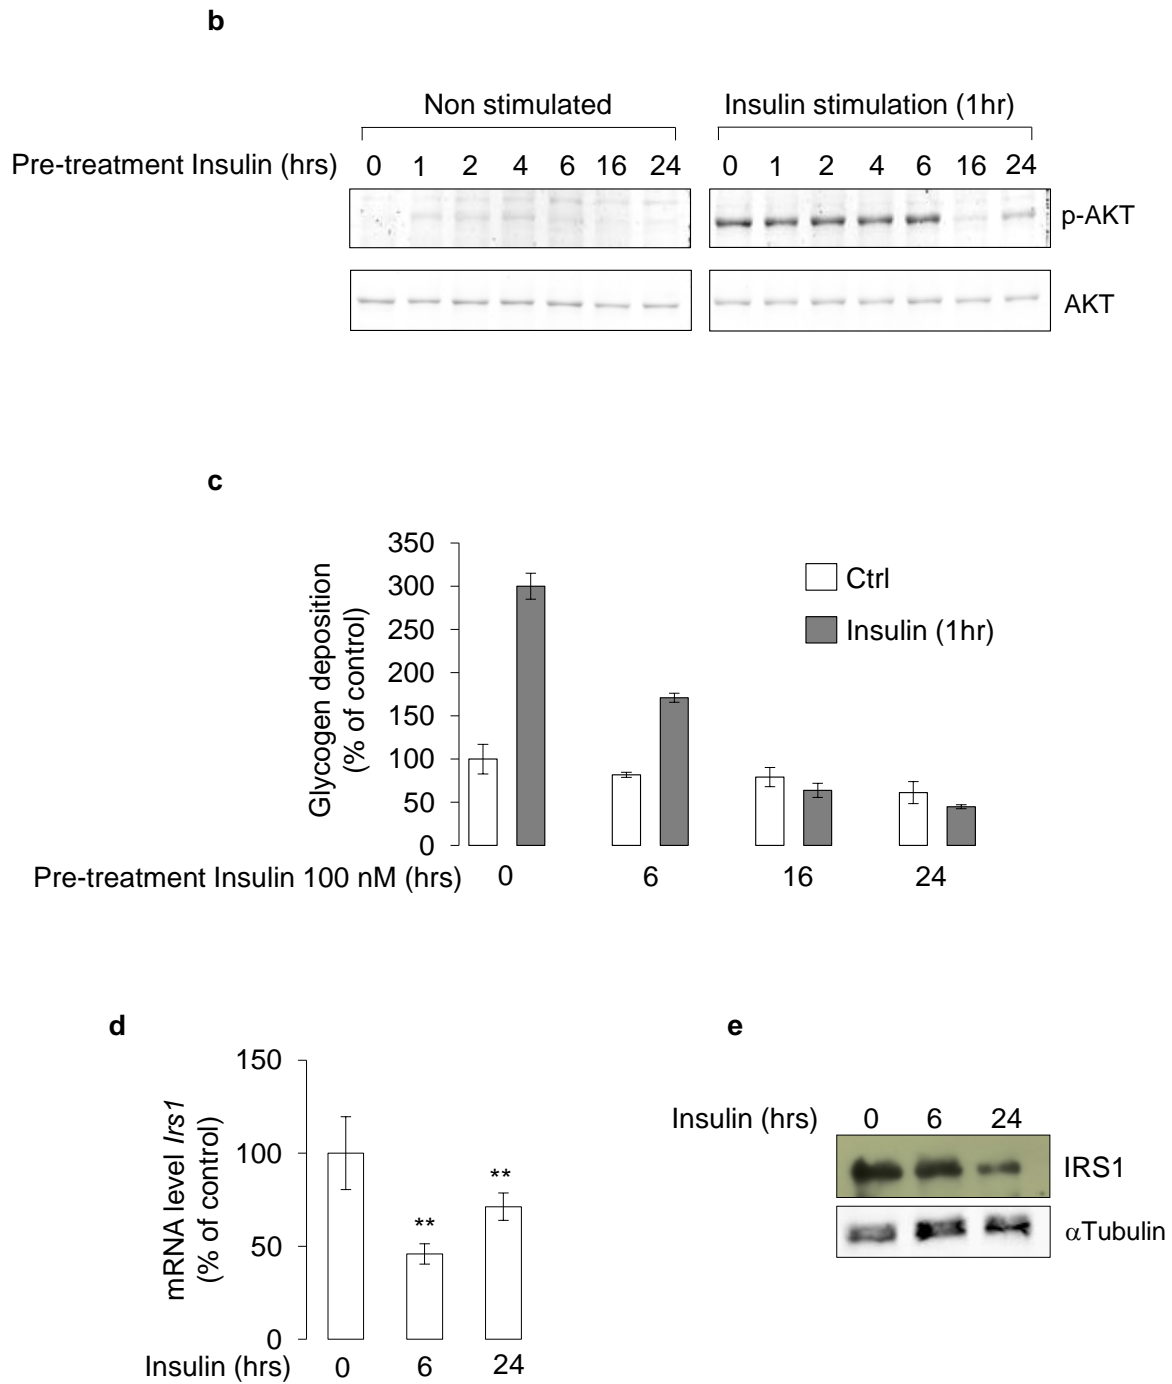 b
Non stimulated Insulin stimulation (1hr)
Pre-treatment Insulin (hrs) 0 1 2 4 6 16 24 0 1 2 4 6 16 24
p-AKT
AKT
c
350
300
250
200
150
100
50
0
Glycogen deposition
(% of control)
Ctrl
Insulin (1hr)
Pre-treatment Insulin 100 nM (hrs) 0 6 16 24
d
150
100
50
0
mRNA level Irs1
(% of control)
**
**
Insulin (hrs) 0 6 24
e
Insulin (hrs) 0 6 24
IRS1
αTubulin